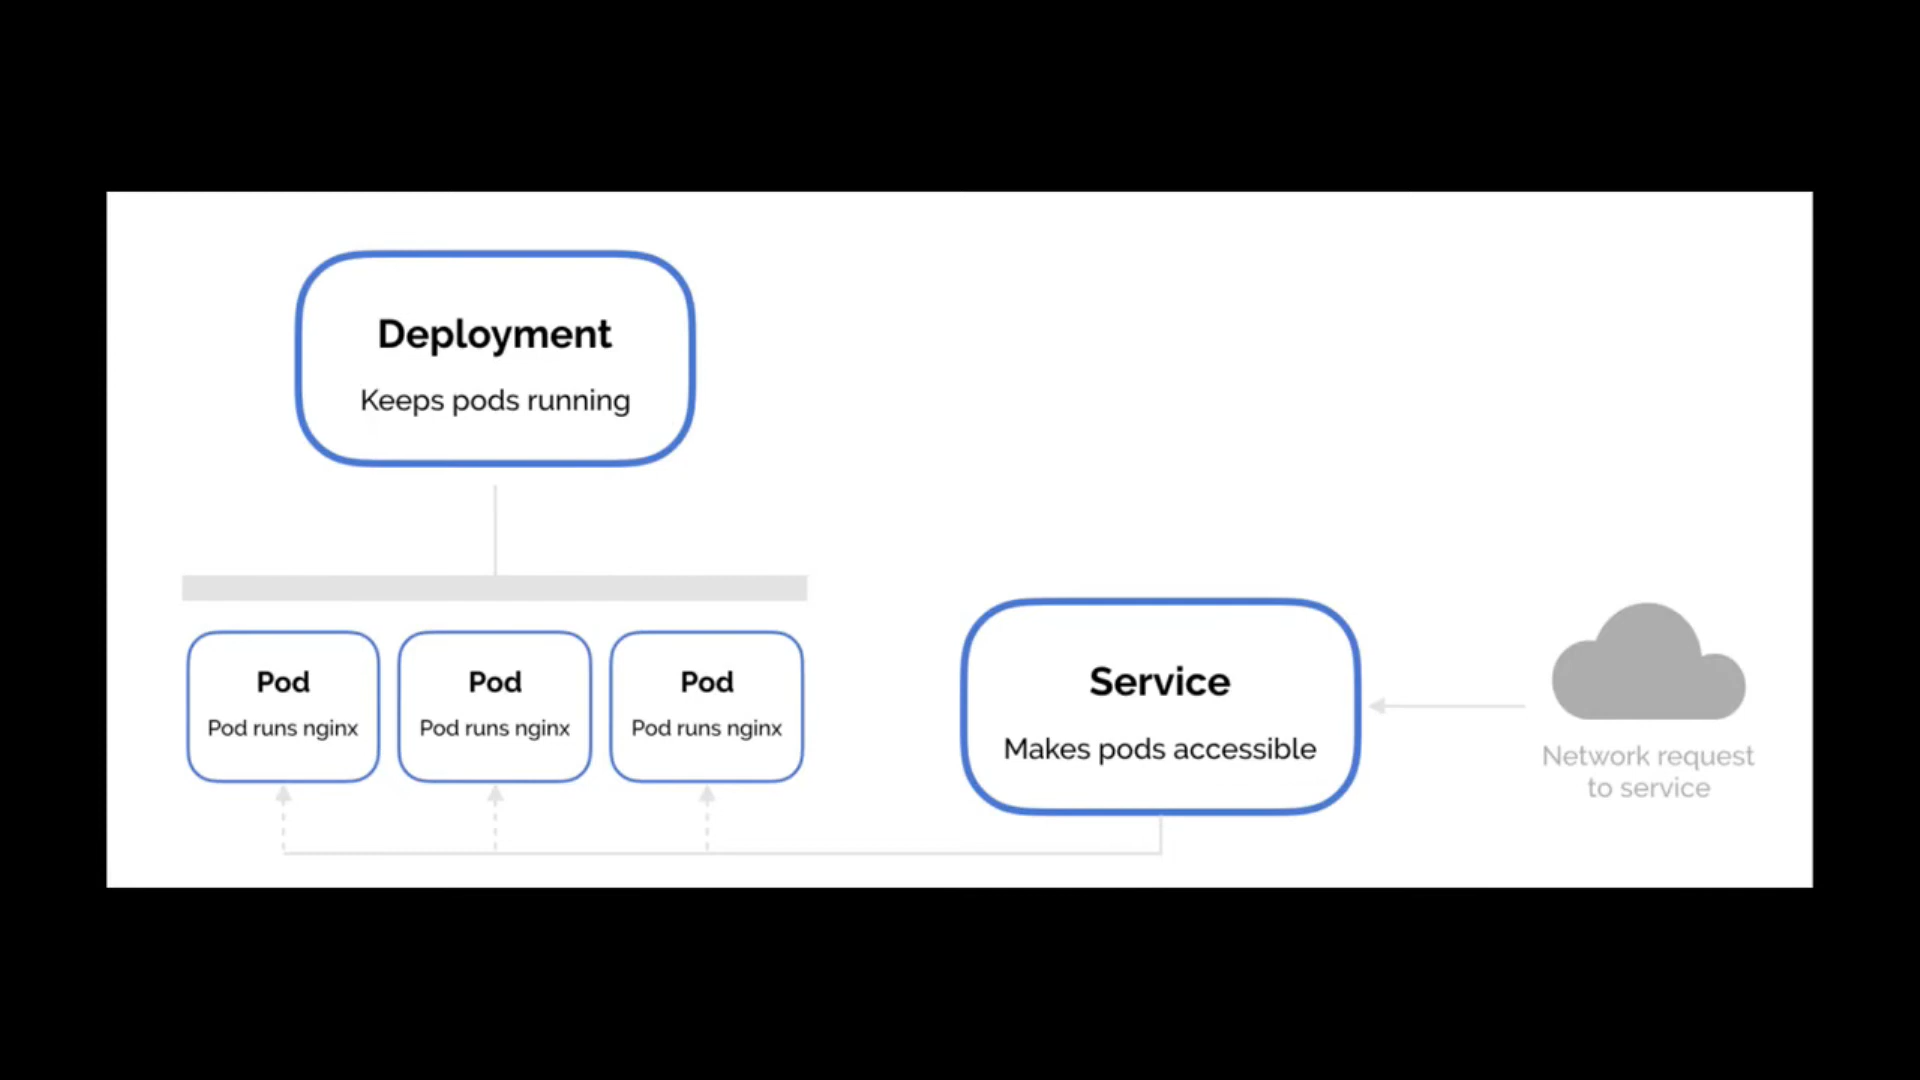 Deployment
Keeps pods running
Pod
Pod runs nginx
Pod
Pod runs nginx
Pod
Pod runs nginx
Service
Makes pods accessible
Network request
to service